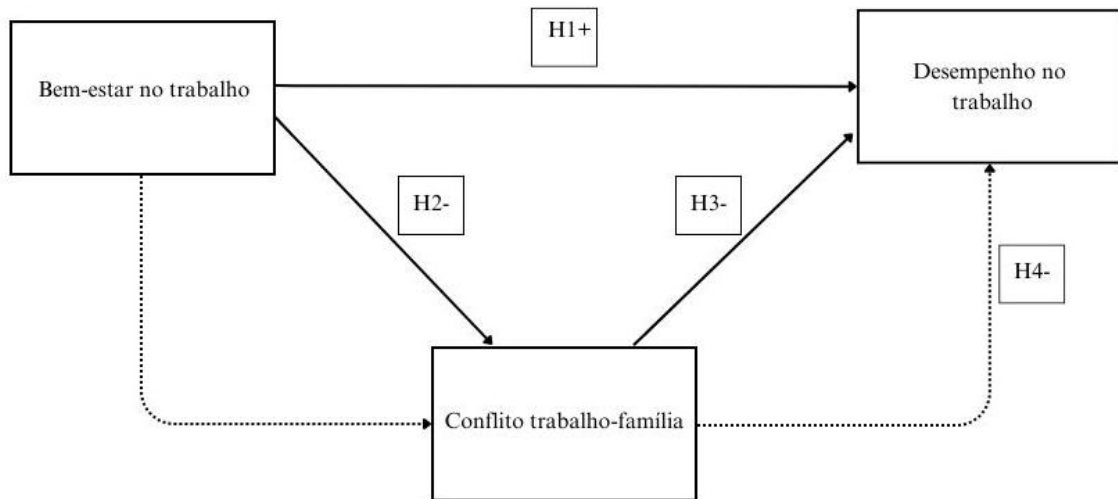 H1+
Bem-estar no trabalho
Desempenho no
trabalho
H2-
H3-
H4-
Conflito trabalho-família